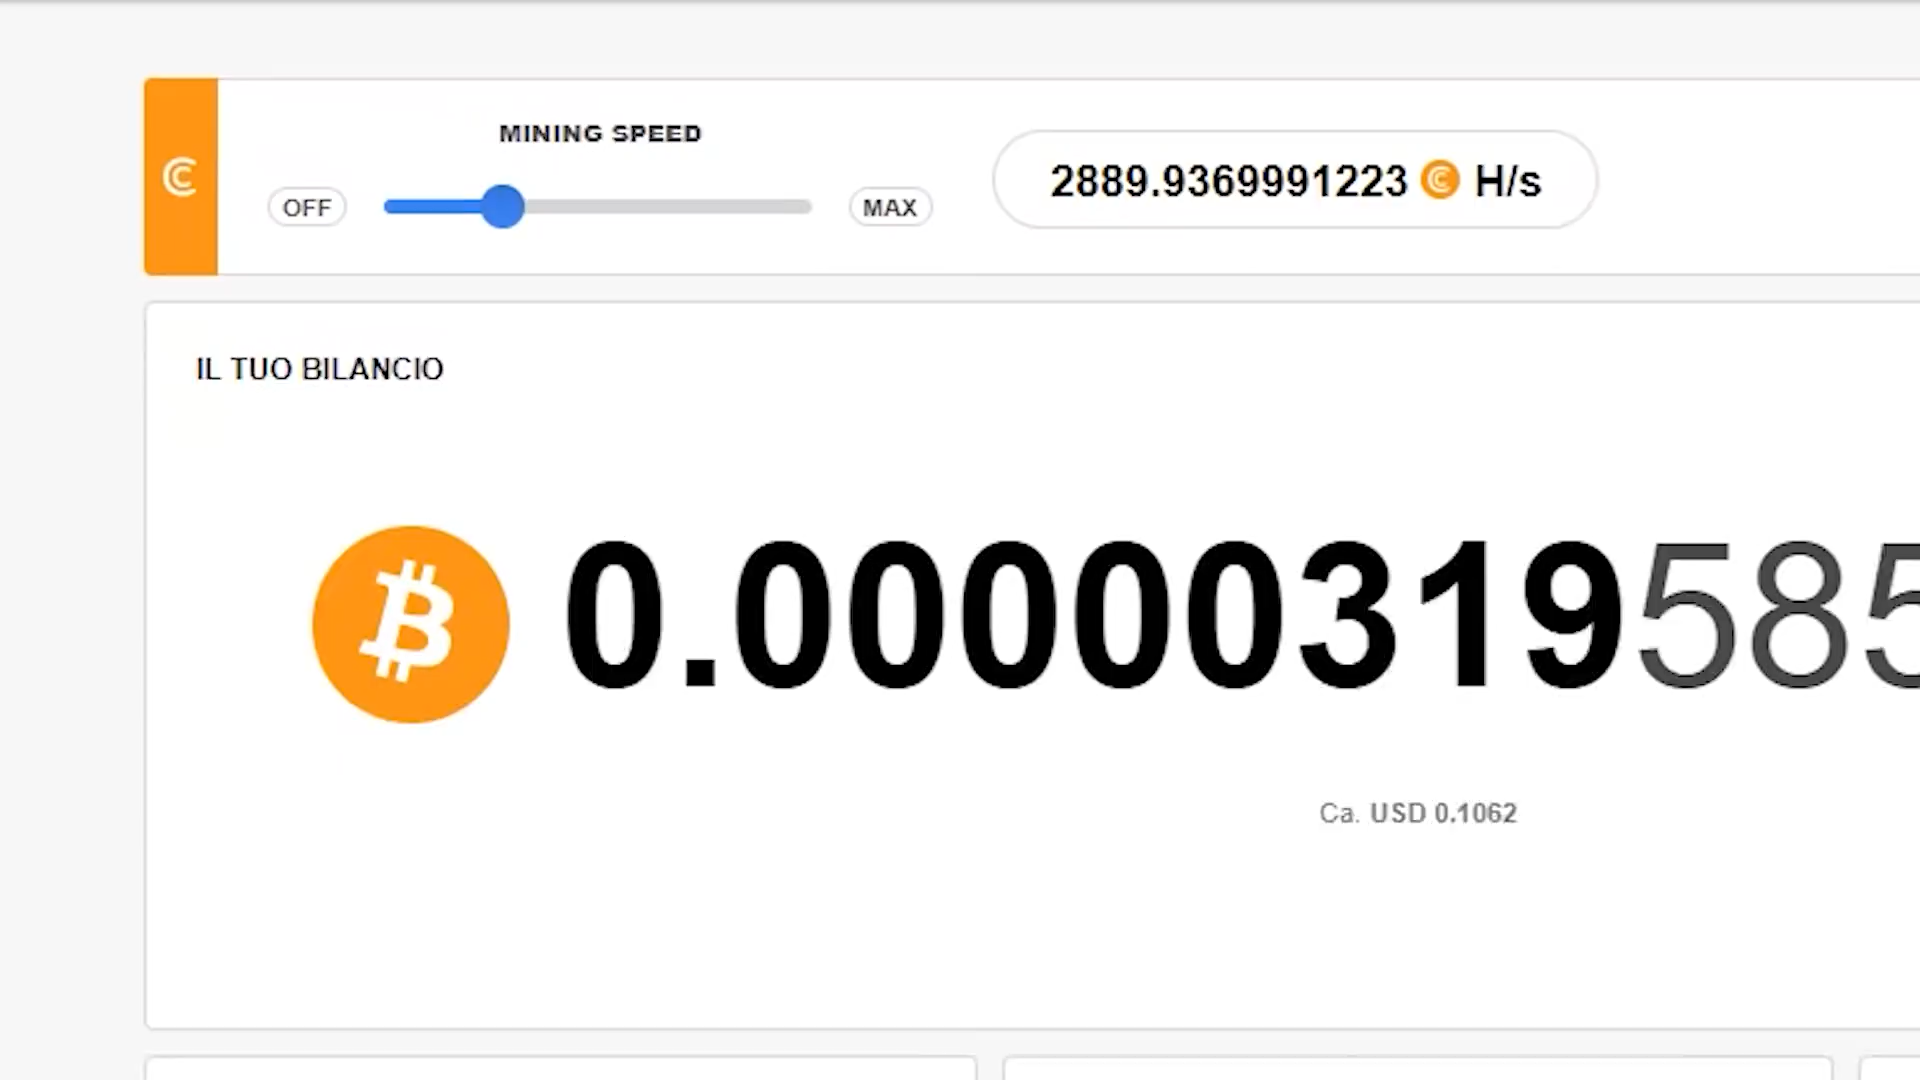 MINING SPEED
OFF
MAX
2889.9369991223 H/s
IL TUO BILANCIO
0.00000319585
Ca. USD 0.1062